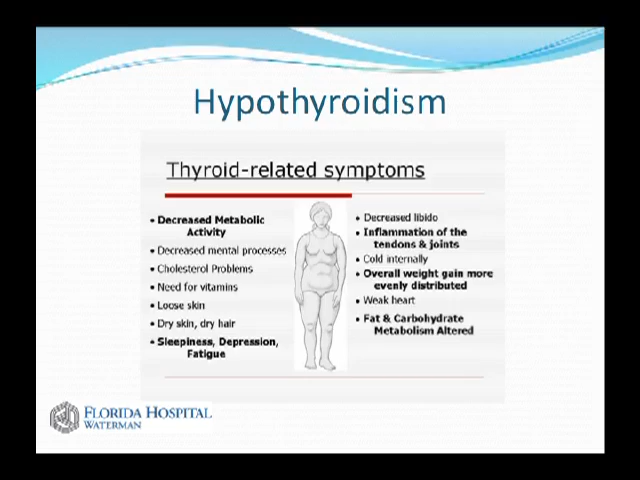 Hypothyroidism
Thyroid-related symptoms
• Decreased Metabolic
Activity
• Decreased mental processes
• Cholesterol Problems
• Need for vitamins
• Loose skin
• Dry skin, dry hair
• Sleepiness, Depression,
Fatigue
• Decreased libido
• Inflammation of the
tendons & joints
• Cold internally
• Overall weight gain more
evenly distributed
• Weak heart
• Fat & Carbohydrate
Metabolism Altered
FLORIDA HOSPITAL
WATERMAN